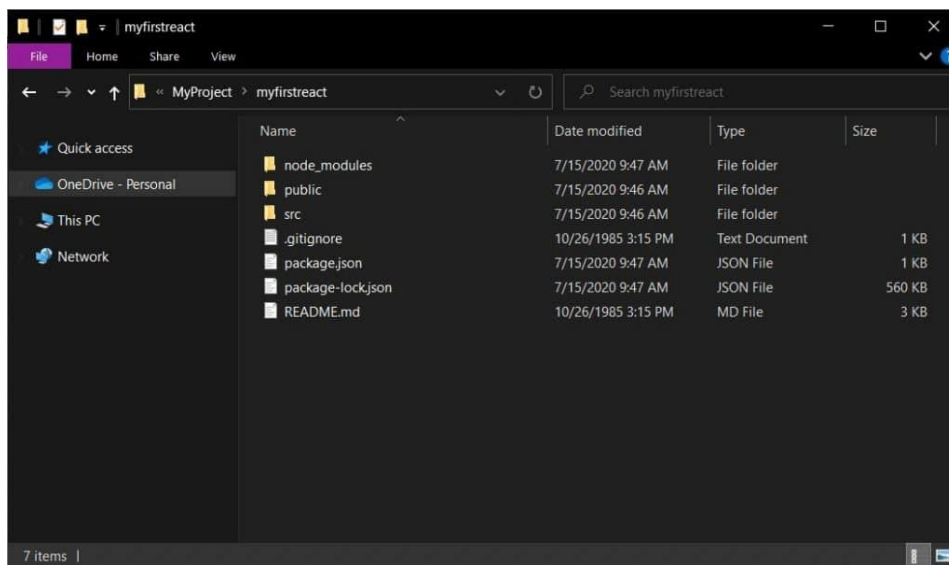 myfirstreact
File Home Share View
« MyProject > myfirstreact Search myfirstreact
Name Date modified Type Size
Quick access
OneDrive - Personal
This PC
Network
node_modules 7/15/2020 9:47 AM File folder
public 7/15/2020 9:46 AM File folder
src 7/15/2020 9:46 AM File folder
.gitignore 10/26/1985 3:15 PM Text Document 1 KB
package.json 7/15/2020 9:47 AM JSON File 1 KB
package-lock.json 7/15/2020 9:47 AM JSON File 560 KB
README.md 10/26/1985 3:15 PM MD File 3 KB
7 items